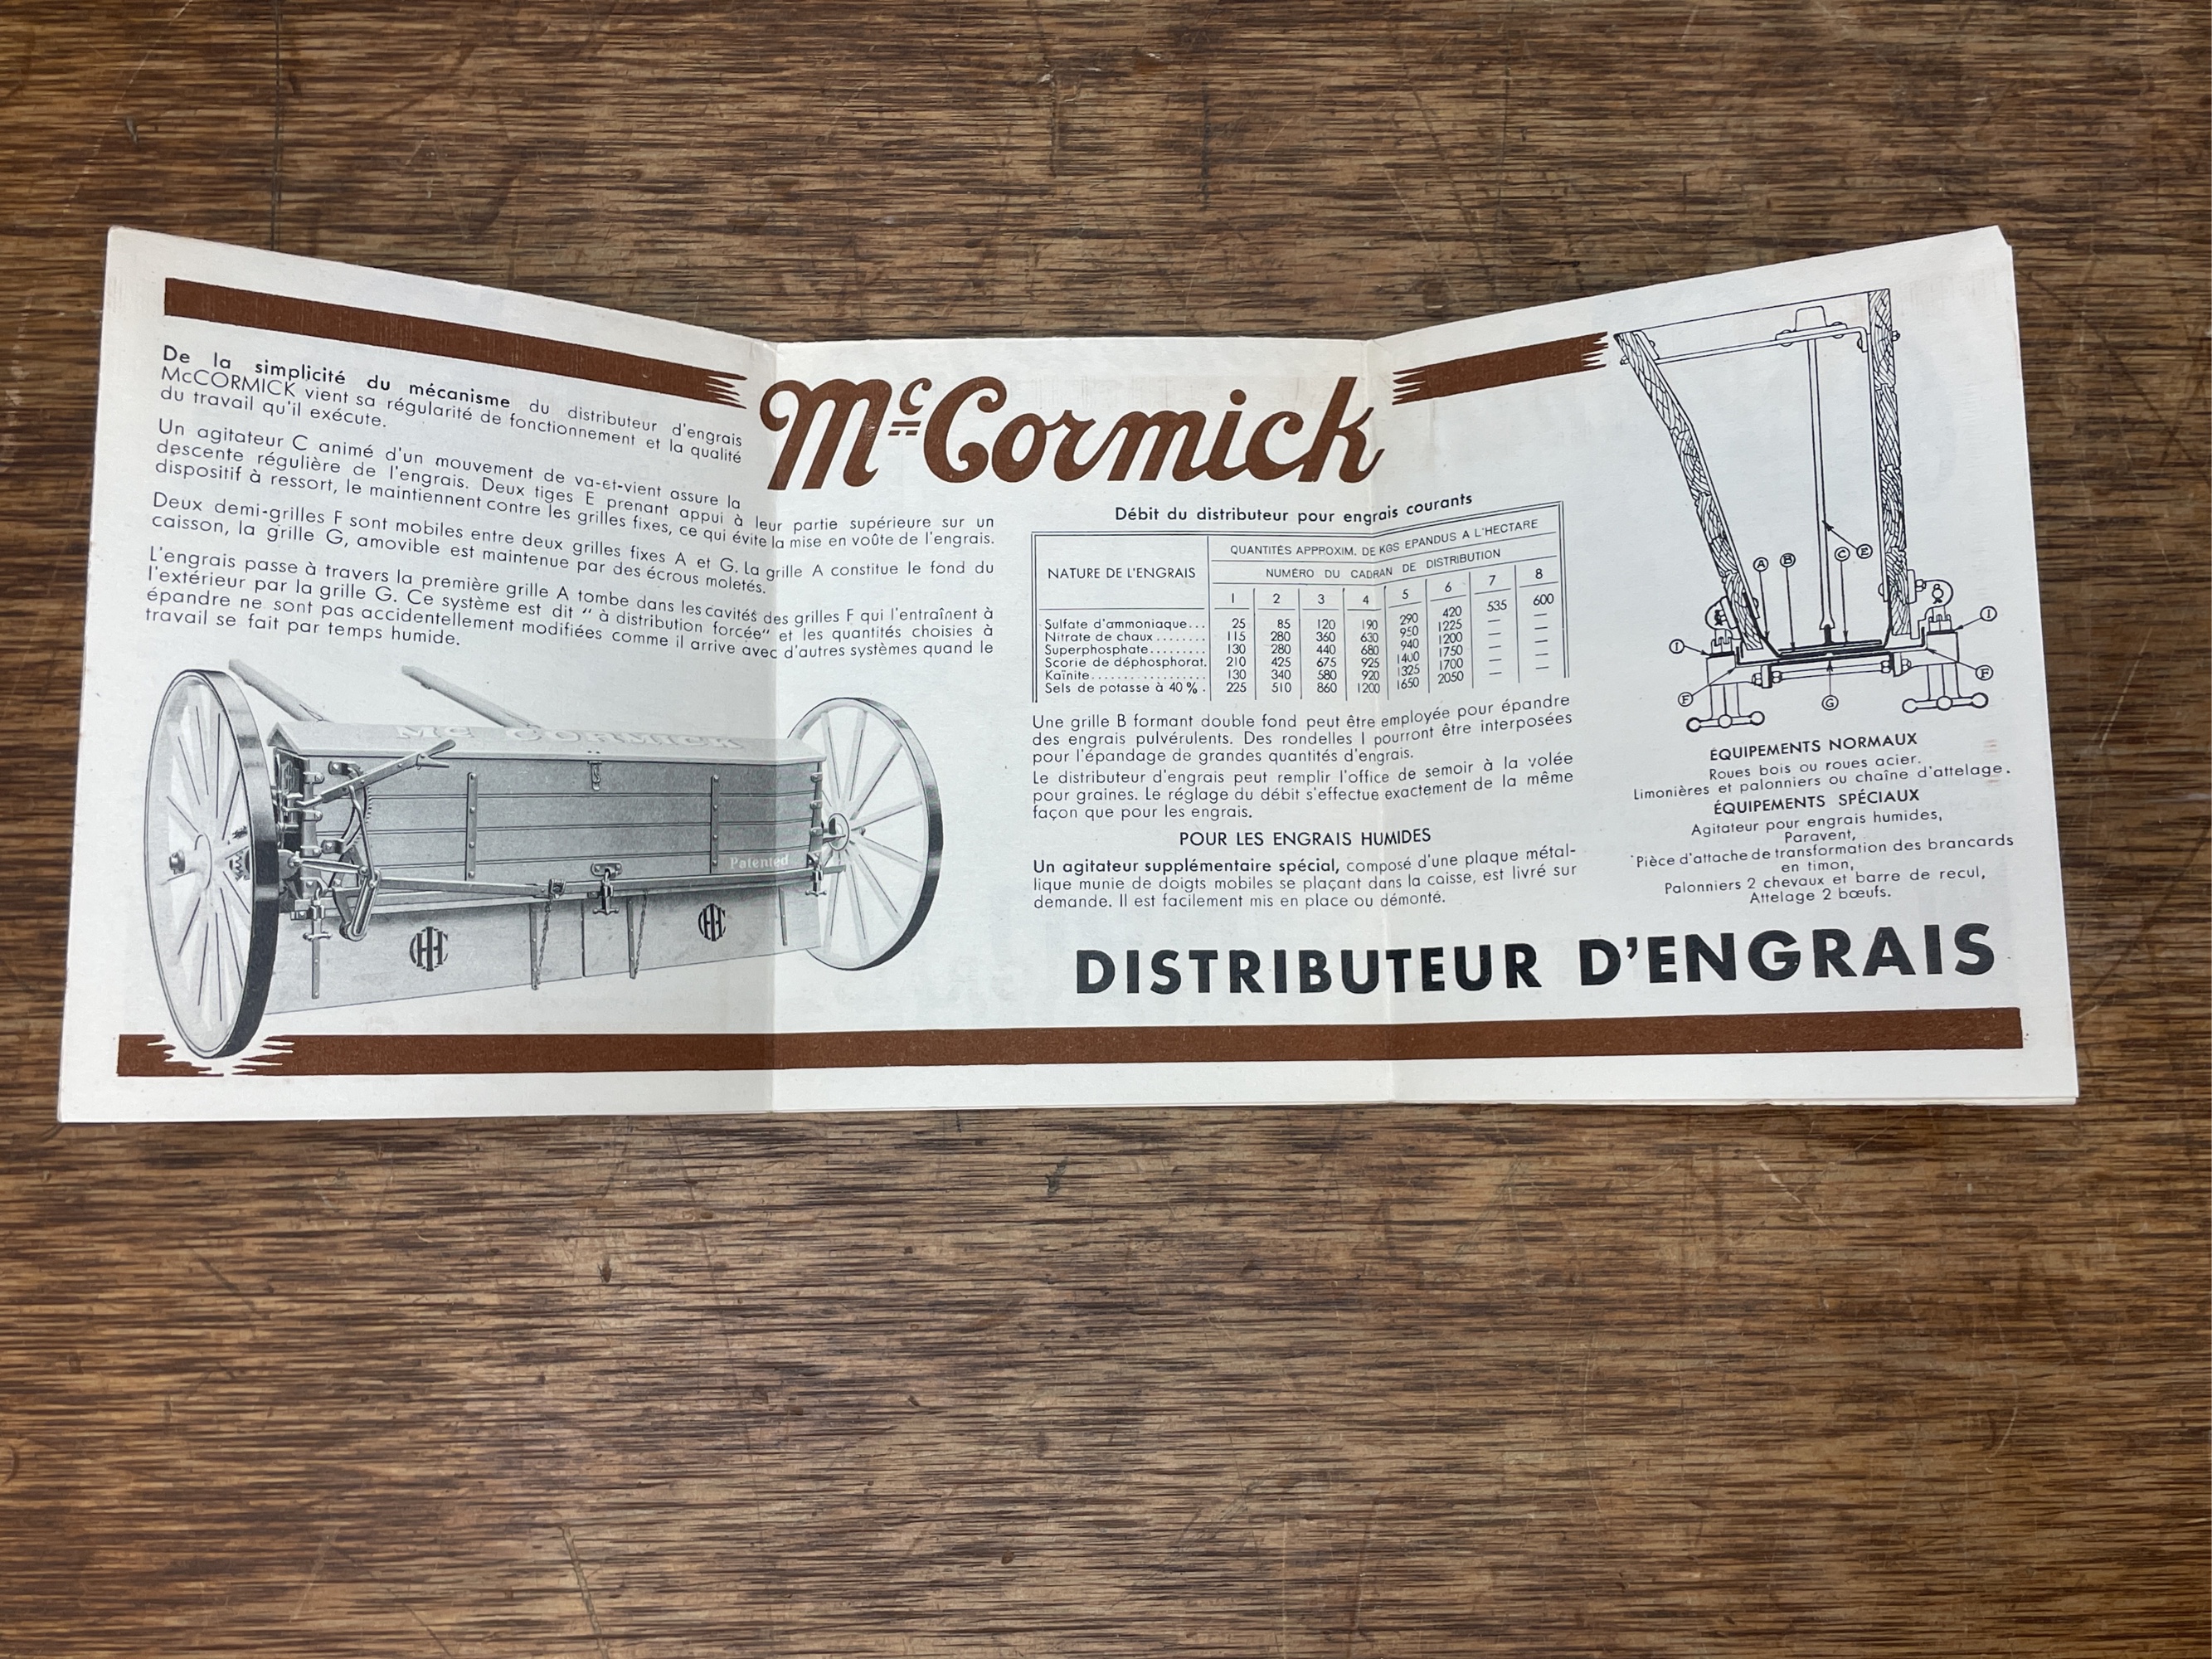 McCormick
De la simplicité du mécanisme du distributeur d'engrais
McCORMICK vient sa régularité de fonctionnement et la qualité
du travail qu'il exécute.
Un agitateur C animé d'un mouvement de va-et-vient assure la
descente régulière de l'engrais. Deux tiges E prenant appui à leur partie supérieure sur un
dispositif à ressort, le maintiennent contre les grilles fixes, ce qui évite la mise en voûte de l'engrais.
Deux demi-grilles F sont mobiles entre deux grilles fixes A et G. La grille A constitue le fond du
caisson, la grille G, amovible est maintenue par des écrous moletés.
L'engrais passe à travers la première grille A tombe dans les cavités des grilles F qui l'entraînent à
l'extérieur par la grille G. Ce système est dit “ à distribution forcée” et les quantités choisies à
épandre ne sont pas accidentellement modifiées comme il arrive avec d'autres systèmes quand le
travail se fait par temps humide.
Mc CORMICK
Patented
IHC
IHC
Débit du distributeur pour engrais courants
NATURE DE L'ENGRAIS
QUANTITÉS APPROXIM. DE KGS EPANDUS A L'HECTARE
NUMÉRO DU CADRAN DE DISTRIBUTION
1 2 3 4 5 6 7 8
Sulfate d'ammoniaque... 25 85 120 190 290 420 535 600
Nitrate de chaux........ 115 280 360 630 950 1225 — —
Superphosphate......... 130 280 440 680 940 1200 — —
Scorie de déphosphorat. 210 425 675 925 1400 1750 — —
Kaïnite.................. 130 340 580 920 1325 1700 — —
Sels de potasse à 40 % . 225 510 860 1200 1650 2050 — —
Une grille B formant double fond peut être employée pour épandre
des engrais pulvérulents. Des rondelles I pourront être interposées
pour l'épandage de grandes quantités d'engrais.
Le distributeur d'engrais peut remplir l'office de semoir à la volée
pour graines. Le réglage du débit s'effectue exactement de la même
façon que pour les engrais.
POUR LES ENGRAIS HUMIDES
Un agitateur supplémentaire spécial, composé d'une plaque métal-
lique munie de doigts mobiles se plaçant dans la caisse, est livré sur
demande. Il est facilement mis en place ou démonté.
A B C E
I I
F G F
ÉQUIPEMENTS NORMAUX
Roues bois ou roues acier.
Limonières et palonniers ou chaîne d'attelage.
ÉQUIPEMENTS SPÉCIAUX
Agitateur pour engrais humides,
Paravent,
Pièce d'attache de transformation des brancards
en timon,
Palonniers 2 chevaux et barre de recul,
Attelage 2 bœufs.
DISTRIBUTEUR D'ENGRAIS